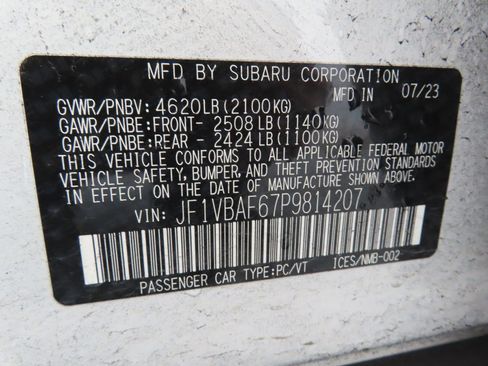 MFD BY SUBARU CORPORATION
MFD IN 07/23
GVWR/PNBV: 4620LB(2100KG)
GAWR/PNBE:FRONT- 2508LB(1140KG)
GAWR/PNBE:REAR - 2424LB(1100KG)
THIS VEHICLE CONFORMS TO ALL APPLICABLE FEDERAL MOTOR
VEHICLE SAFETY, BUMPER, AND THEFT PREVENTION STANDARDS
IN EFFECT ON THE DATE OF MANUFACTURE SHOWN ABOVE.
VIN: JF1VBAF67P9814207
PASSENGER CAR TYPE:PC/VT ICES/NMB-002